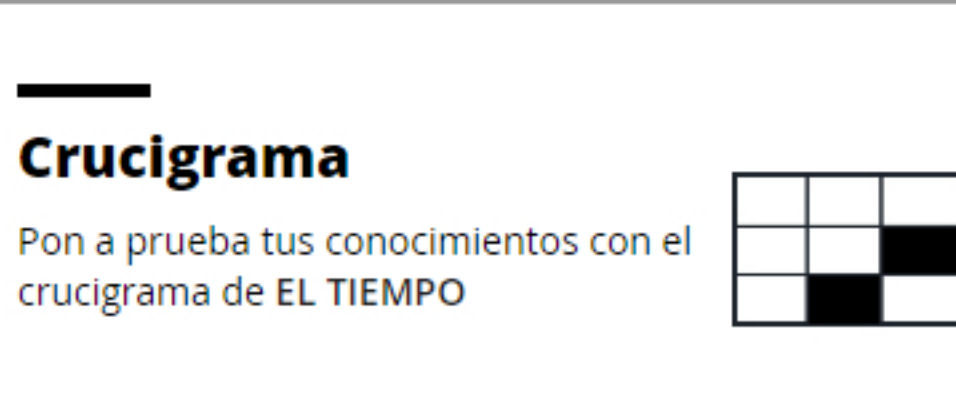 Crucigrama
Pon a prueba tus conocimientos con el
crucigrama de EL TIEMPO